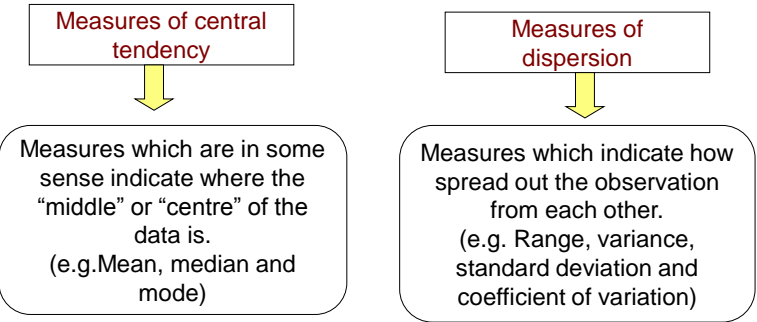 Measures of central
tendency
Measures which are in some
sense indicate where the
“middle” or “centre” of the
data is.
(e.g.Mean, median and
mode)
Measures of
dispersion
Measures which indicate how
spread out the observation
from each other.
(e.g. Range, variance,
standard deviation and
coefficient of variation)